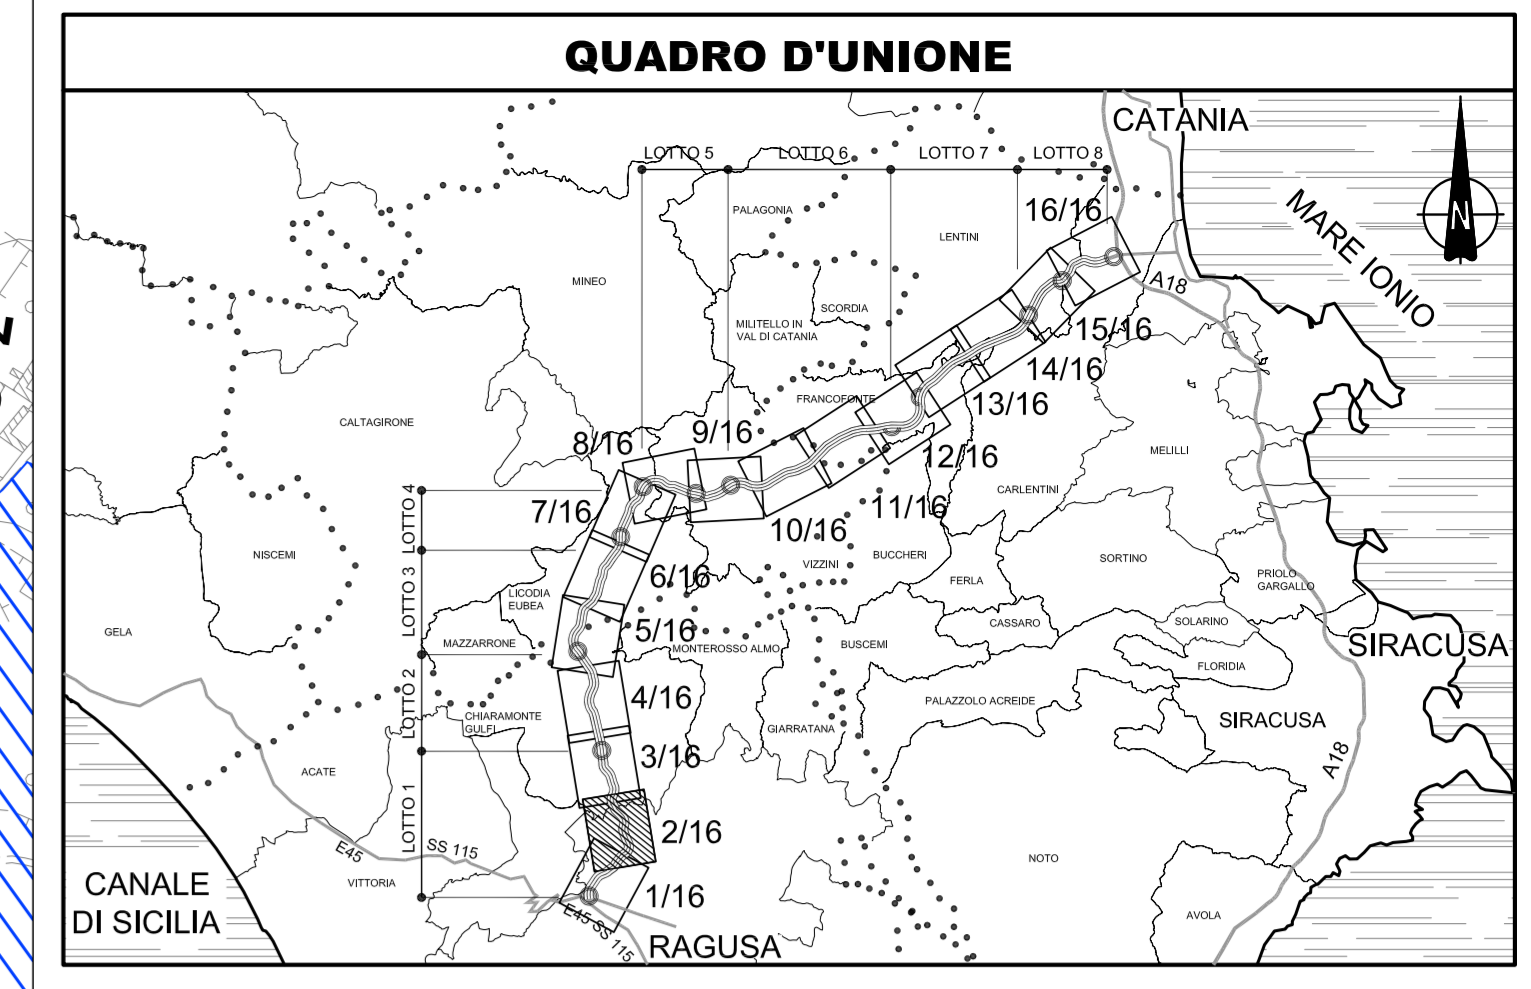 QUADRO D'UNIONE
CATANIA
LOTTO 5
LOTTO 6
LOTTO 7
LOTTO 8
MARE IONIO
N
16/16
PALAGONIA
LENTINI
MINEO
A18
SCORDIA
MILITELLO IN
VAL DI CATANIA
15/16
14/16
FRANCOFONTE
13/16
CALTAGIRONE
8/16
9/16
12/16
MELILLI
CARLENTINI
LOTTO 4
7/16
11/16
10/16
NISCEMI
BUCCHERI
VIZZINI
SORTINO
FERLA
PRIOLO
GARGALLO
6/16
LOTTO 3
LICODIA
EUBEA
GELA
CASSARO
SOLARINO
5/16
MAZZARRONE
MONTEROSSO ALMO
BUSCEMI
SIRACUSA
FLORIDIA
4/16
LOTTO 2
PALAZZOLO ACREIDE
CHIARAMONTE
GULFI
GIARRATANA
SIRACUSA
3/16
A18
ACATE
LOTTO 1
2/16
E45
SS 115
NOTO
VITTORIA
CANALE
DI SICILIA
1/16
AVOLA
E45 SS 115
RAGUSA